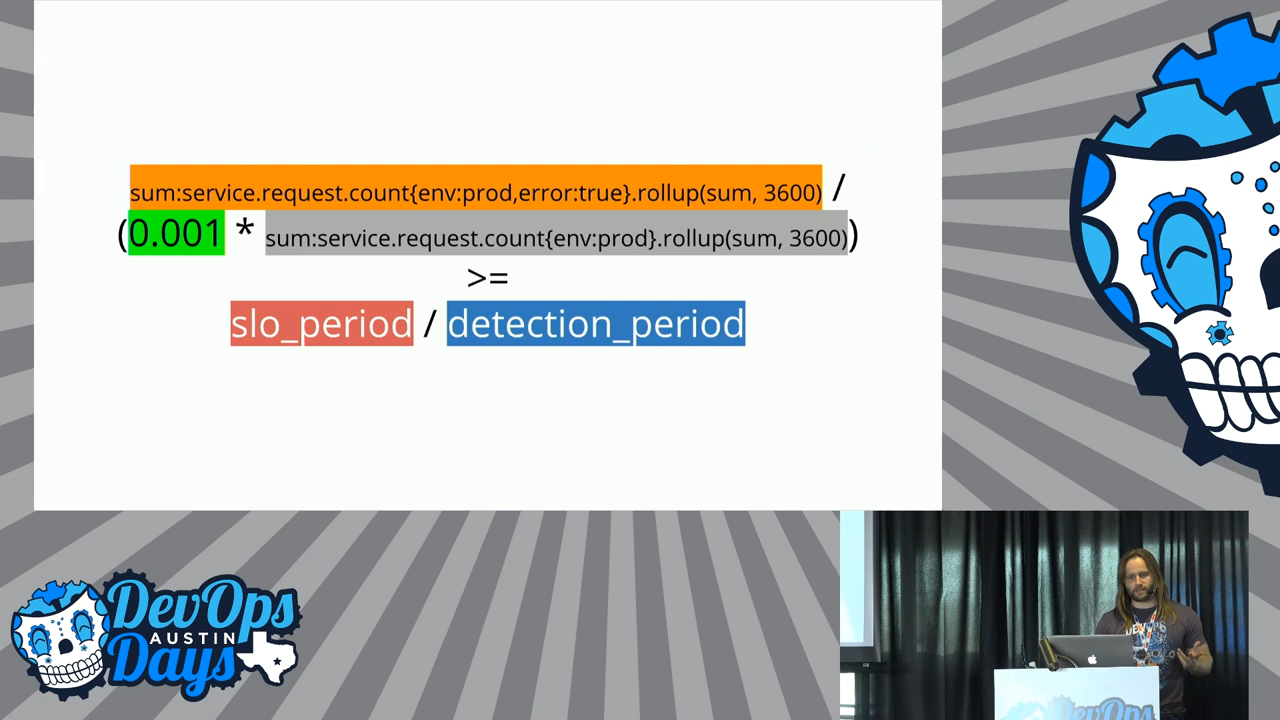 sum:service.request.count{env:prod,error:true}.rollup(sum, 3600) /
(0.001 * sum:service.request.count{env:prod}.rollup(sum, 3600))
>=
slo_period / detection_period
DevOps
AUSTIN
Days
DevOps